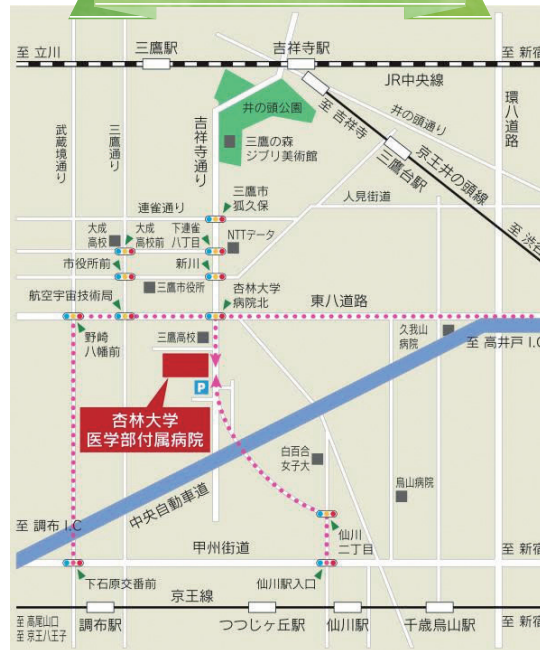 至 立川
三鷹駅
吉祥寺駅
至 新宿
JR中央線
武蔵境通り
三鷹通り
吉祥寺通り
井の頭公園
三鷹の森
ジブリ美術館
至 吉祥寺
井の頭通り
三鷹台駅
京王井の頭線
環八道路
至 渋谷
三鷹市
狐久保
人見街道
連雀通り
大成
高校
大成
高校前
下連雀
八丁目
NTTデータ
市役所前
新川
三鷹市役所
杏林大学
病院北
航空宇宙技術局
東八道路
野崎
八幡前
三鷹高校
久我山
病院
至 高井戸 I.C
P
杏林大学
医学部付属病院
白百合
女子大
烏山病院
中央自動車道
至 調布 I.C
仙川
二丁目
甲州街道
至 新宿
下石原交番前
仙川駅入口
京王線
至 高尾山口
至 京王八王子
調布駅
つつじヶ丘駅
仙川駅
千歳烏山駅
至 新宿